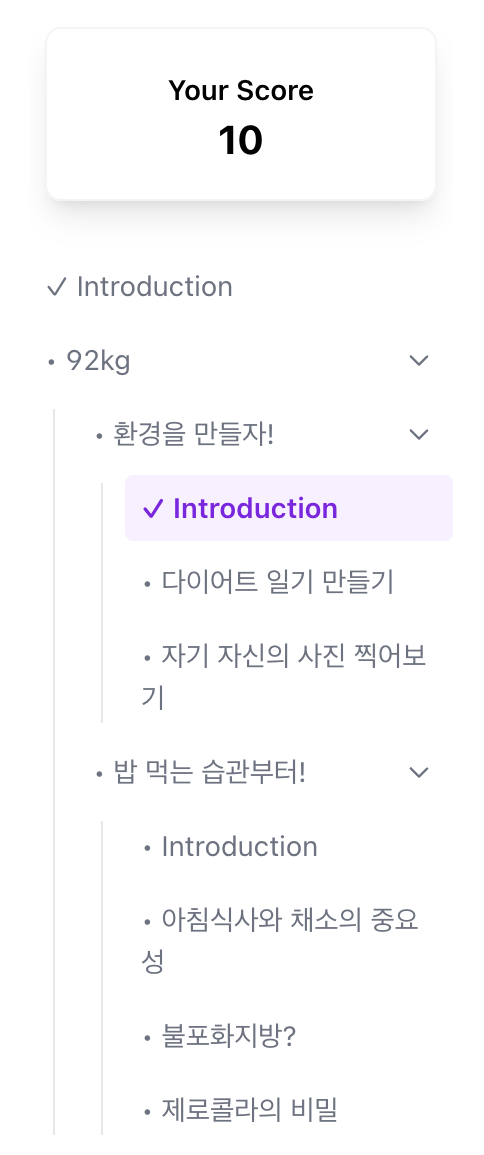 Your Score
10
✓ Introduction
• 92kg
• 환경을 만들자!
✓ Introduction
• 다이어트 일기 만들기
• 자기 자신의 사진 찍어보
기
• 밥 먹는 습관부터!
• Introduction
• 아침식사와 채소의 중요
성
• 불포화지방?
• 제로콜라의 비밀